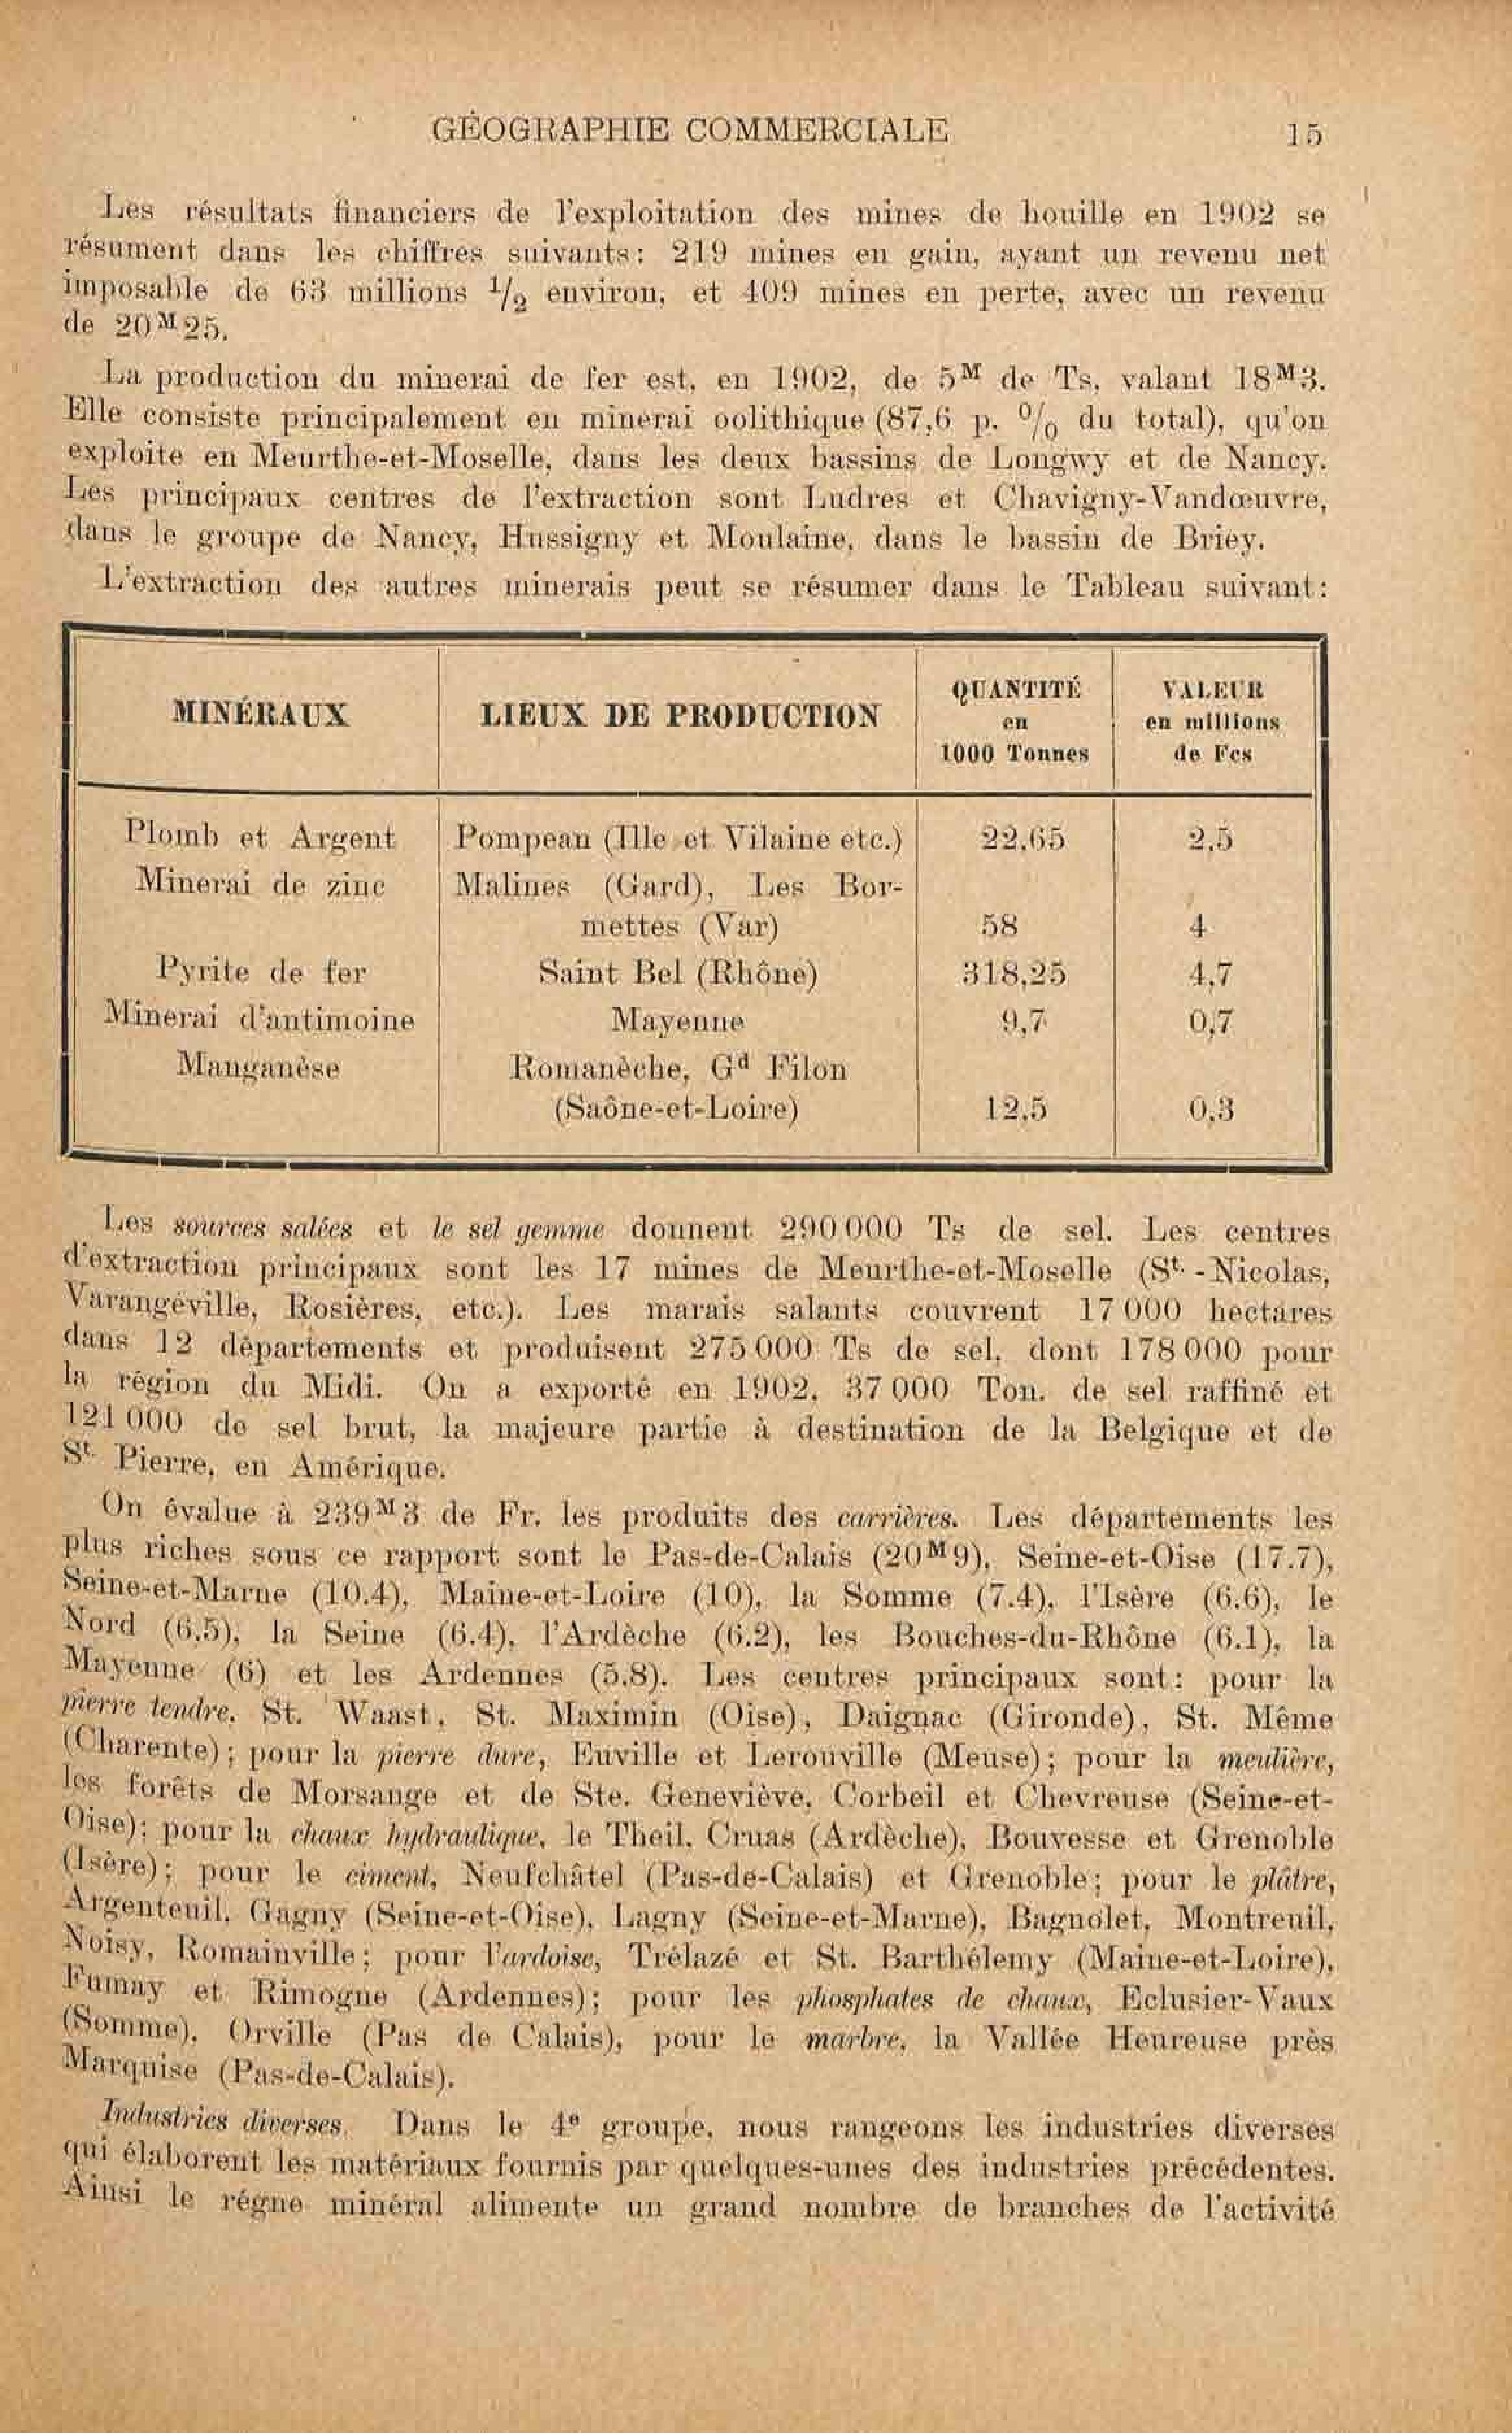 GÉOGRAPHIE COMMERCIALE 15
Les résultats financiers de l'exploitation des mines de houille en 1902 se
résument dans les chiffres suivants: 219 mines en gain, ayant un revenu net
imposable de 63 millions 1/2 environ, et 409 mines en perte, avec un revenu
de 20ᴹ25.
La production du minerai de fer est, en 1902, de 5ᴹ de Ts, valant 18ᴹ3.
Elle consiste principalement en minerai oolithique (87,6 p. % du total), qu'on
exploite en Meurthe-et-Moselle, dans les deux bassins de Longwy et de Nancy.
Les principaux centres de l'extraction sont Ludres et Chavigny-Vandœuvre,
dans le groupe de Nancy, Hussigny et Moulaine, dans le bassin de Briey.
L'extraction des autres minerais peut se résumer dans le Tableau suivant:
MINÉRAUX LIEUX DE PRODUCTION QUANTITÉ en 1000 Tonnes VALEUR en millions de Fcs
Plomb et Argent Pompean (Ille et Vilaine etc.) 22,65 2,5
Minerai de zinc Malines (Gard), Les Bor-
mettes (Var) 58 4
Pyrite de fer Saint Bel (Rhône) 318,25 4,7
Minerai d'antimoine Mayenne 9,7 0,7
Manganèse Romanèche, Gᵈ Filon
(Saône-et-Loire) 12,5 0,3
Les sources salées et le sel gemme donnent 290 000 Ts de sel. Les centres
d'extraction principaux sont les 17 mines de Meurthe-et-Moselle (Sᵗ·-Nicolas,
Varangéville, Rosières, etc.). Les marais salants couvrent 17 000 hectares
dans 12 départements et produisent 275 000 Ts de sel, dont 178 000 pour
la région du Midi. On a exporté en 1902, 37 000 Ton. de sel raffiné et
121 000 de sel brut, la majeure partie à destination de la Belgique et de
Sᵗ· Pierre, en Amérique.
On évalue à 239ᴹ3 de Fr. les produits des carrières. Les départements les
plus riches sous ce rapport sont le Pas-de-Calais (20ᴹ9), Seine-et-Oise (17.7),
Seine-et-Marne (10.4), Maine-et-Loire (10), la Somme (7.4), l'Isère (6.6), le
Nord (6,5), la Seine (6.4), l'Ardèche (6.2), les Bouches-du-Rhône (6.1), la
Mayenne (6) et les Ardennes (5.8). Les centres principaux sont: pour la
pierre tendre, St. Waast, St. Maximin (Oise), Daignac (Gironde), St. Même
(Charente); pour la pierre dure, Euville et Lerouville (Meuse); pour la meulière,
les forêts de Morsange et de Ste. Geneviève, Corbeil et Chevreuse (Seine-et-
Oise); pour la chaux hydraulique, le Theil, Cruas (Ardèche), Bouvesse et Grenoble
(Isère); pour le ciment, Neufchâtel (Pas-de-Calais) et Grenoble; pour le plâtre,
Argenteuil, Gagny (Seine-et-Oise), Lagny (Seine-et-Marne), Bagnolet, Montreuil,
Noisy, Romainville; pour l'ardoise, Trélazé et St. Barthélemy (Maine-et-Loire),
Fumay et Rimogne (Ardennes); pour les phosphates de chaux, Eclusier-Vaux
(Somme), Orville (Pas de Calais), pour le marbre, la Vallée Heureuse près
Marquise (Pas-de-Calais).
Industries diverses. Dans le 4ᵉ groupe, nous rangeons les industries diverses
qui élaborent les matériaux fournis par quelques-unes des industries précédentes.
Ainsi le régne minéral alimente un grand nombre de branches de l'activité